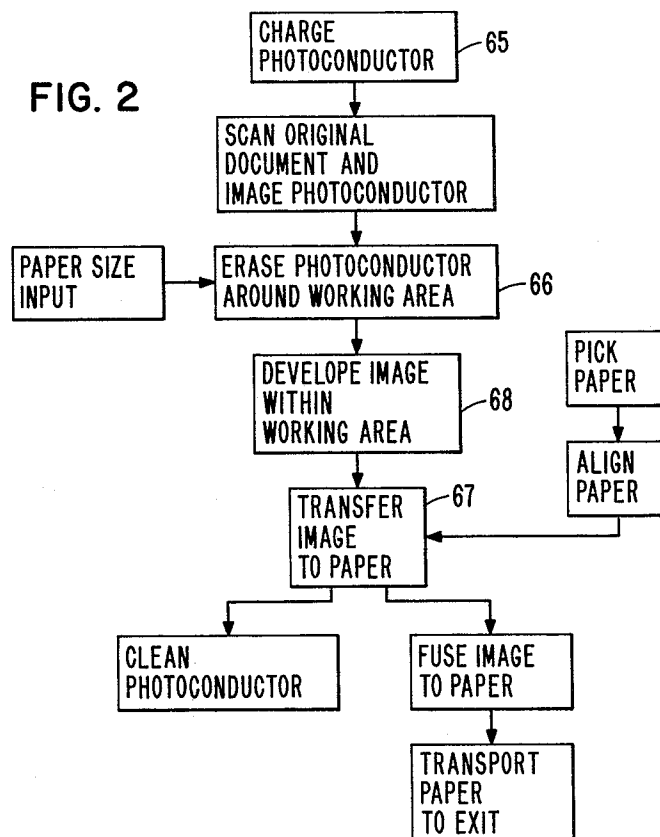 CHARGE
PHOTOCONDUCTOR
65
FIG. 2
SCAN ORIGINAL
DOCUMENT AND
IMAGE PHOTOCONDUCTOR
PAPER SIZE
INPUT
ERASE PHOTOCONDUCTOR
AROUND WORKING AREA
66
DEVELOPE IMAGE
WITHIN
WORKING AREA
68
PICK
PAPER
ALIGN
PAPER
67
TRANSFER
IMAGE
TO PAPER
CLEAN
PHOTOCONDUCTOR
FUSE IMAGE
TO PAPER
TRANSPORT
PAPER
TO EXIT